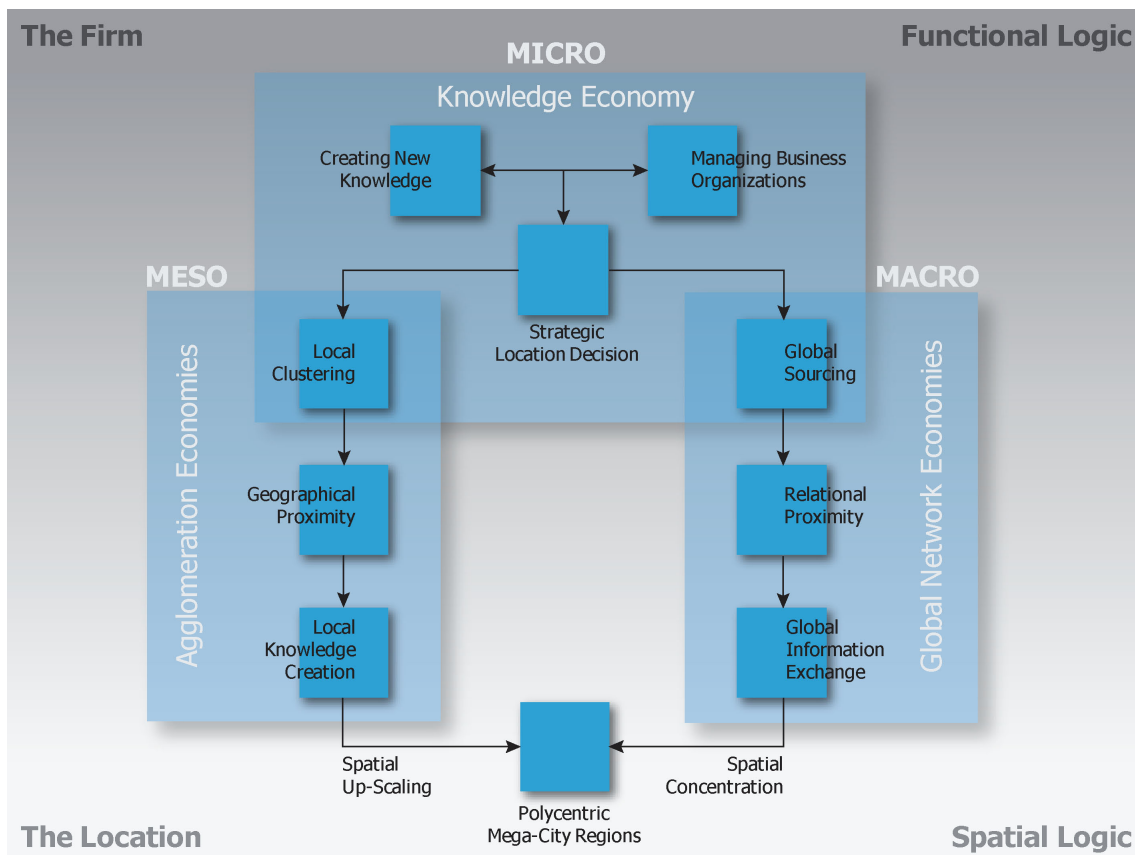 The Firm
Functional Logic
MICRO
Knowledge Economy
Creating New
Knowledge
Managing Business
Organizations
MESO
MACRO
Strategic
Location Decision
Agglomeration Economies
Local
Clustering
Global
Sourcing
Global Network Economies
Geographical
Proximity
Relational
Proximity
Local
Knowledge
Creation
Global
Information
Exchange
Spatial
Up-Scaling
Spatial
Concentration
Polycentric
Mega-City Regions
The Location
Spatial Logic